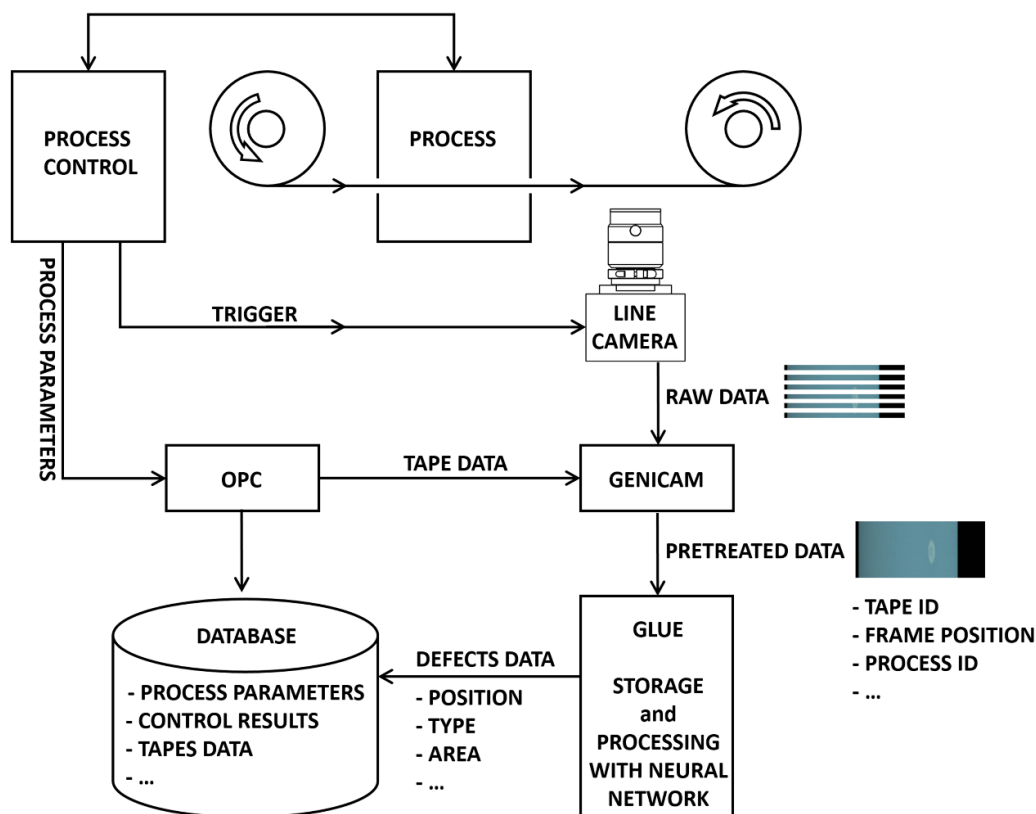 PROCESS
CONTROL
PROCESS
PROCESS PARAMETERS
TRIGGER
LINE
CAMERA
RAW DATA
OPC
TAPE DATA
GENICAM
PRETREATED DATA
- TAPE ID
- FRAME POSITION
- PROCESS ID
- ...
DATABASE
- PROCESS PARAMETERS
- CONTROL RESULTS
- TAPES DATA
- ...
DEFECTS DATA
- POSITION
- TYPE
- AREA
- ...
GLUE
STORAGE
and
PROCESSING
WITH NEURAL
NETWORK